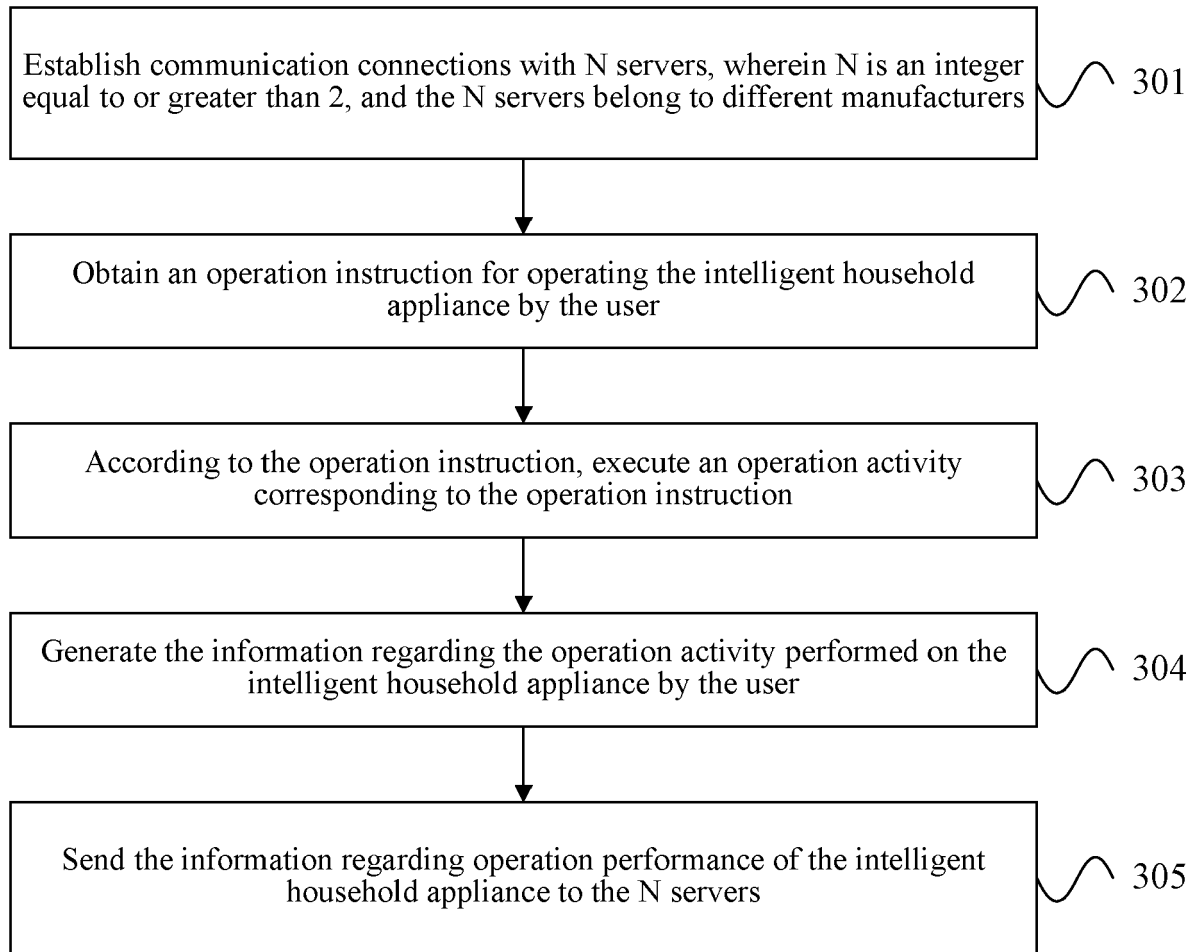 Establish communication connections with N servers, wherein N is an integer
equal to or greater than 2, and the N servers belong to different manufacturers
301
Obtain an operation instruction for operating the intelligent household
appliance by the user
302
According to the operation instruction, execute an operation activity
corresponding to the operation instruction
303
Generate the information regarding the operation activity performed on the
intelligent household appliance by the user
304
Send the information regarding operation performance of the intelligent
household appliance to the N servers
305